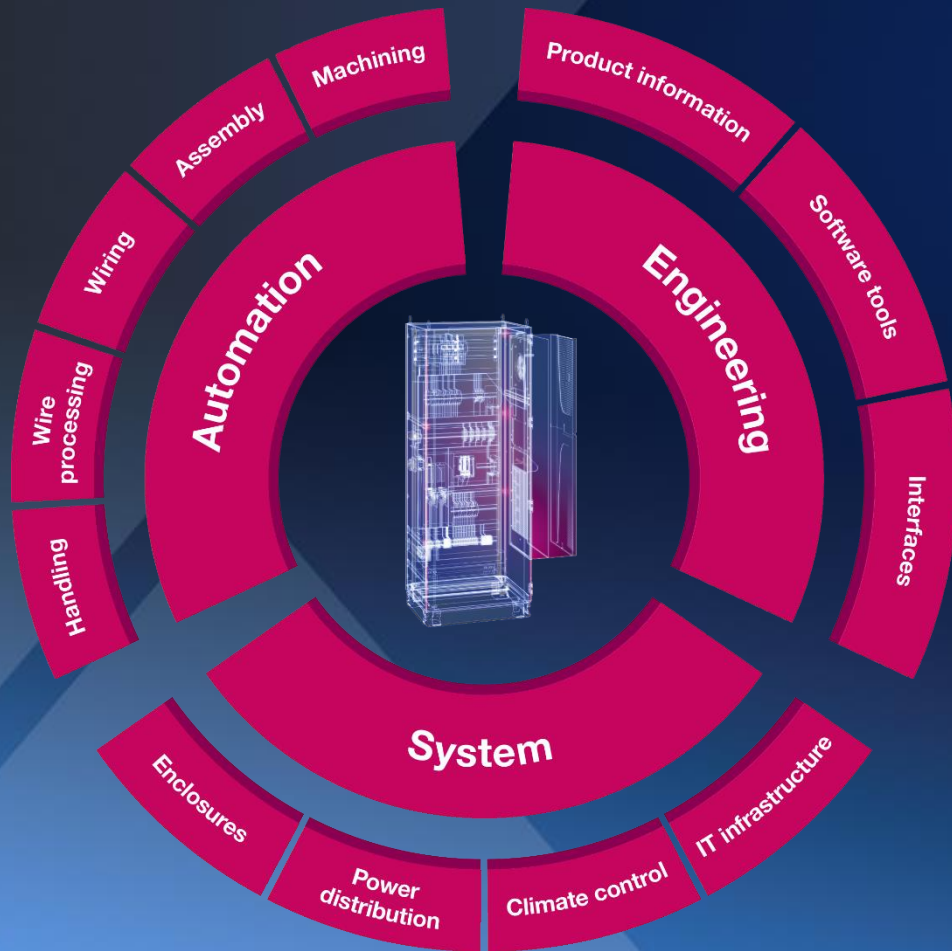 Machining
Assembly
Wiring
Wire
processing
Handling
Automation
Product information
Software tools
Interfaces
Engineering
System
Enclosures
Power
distribution
Climate control
IT infrastructure